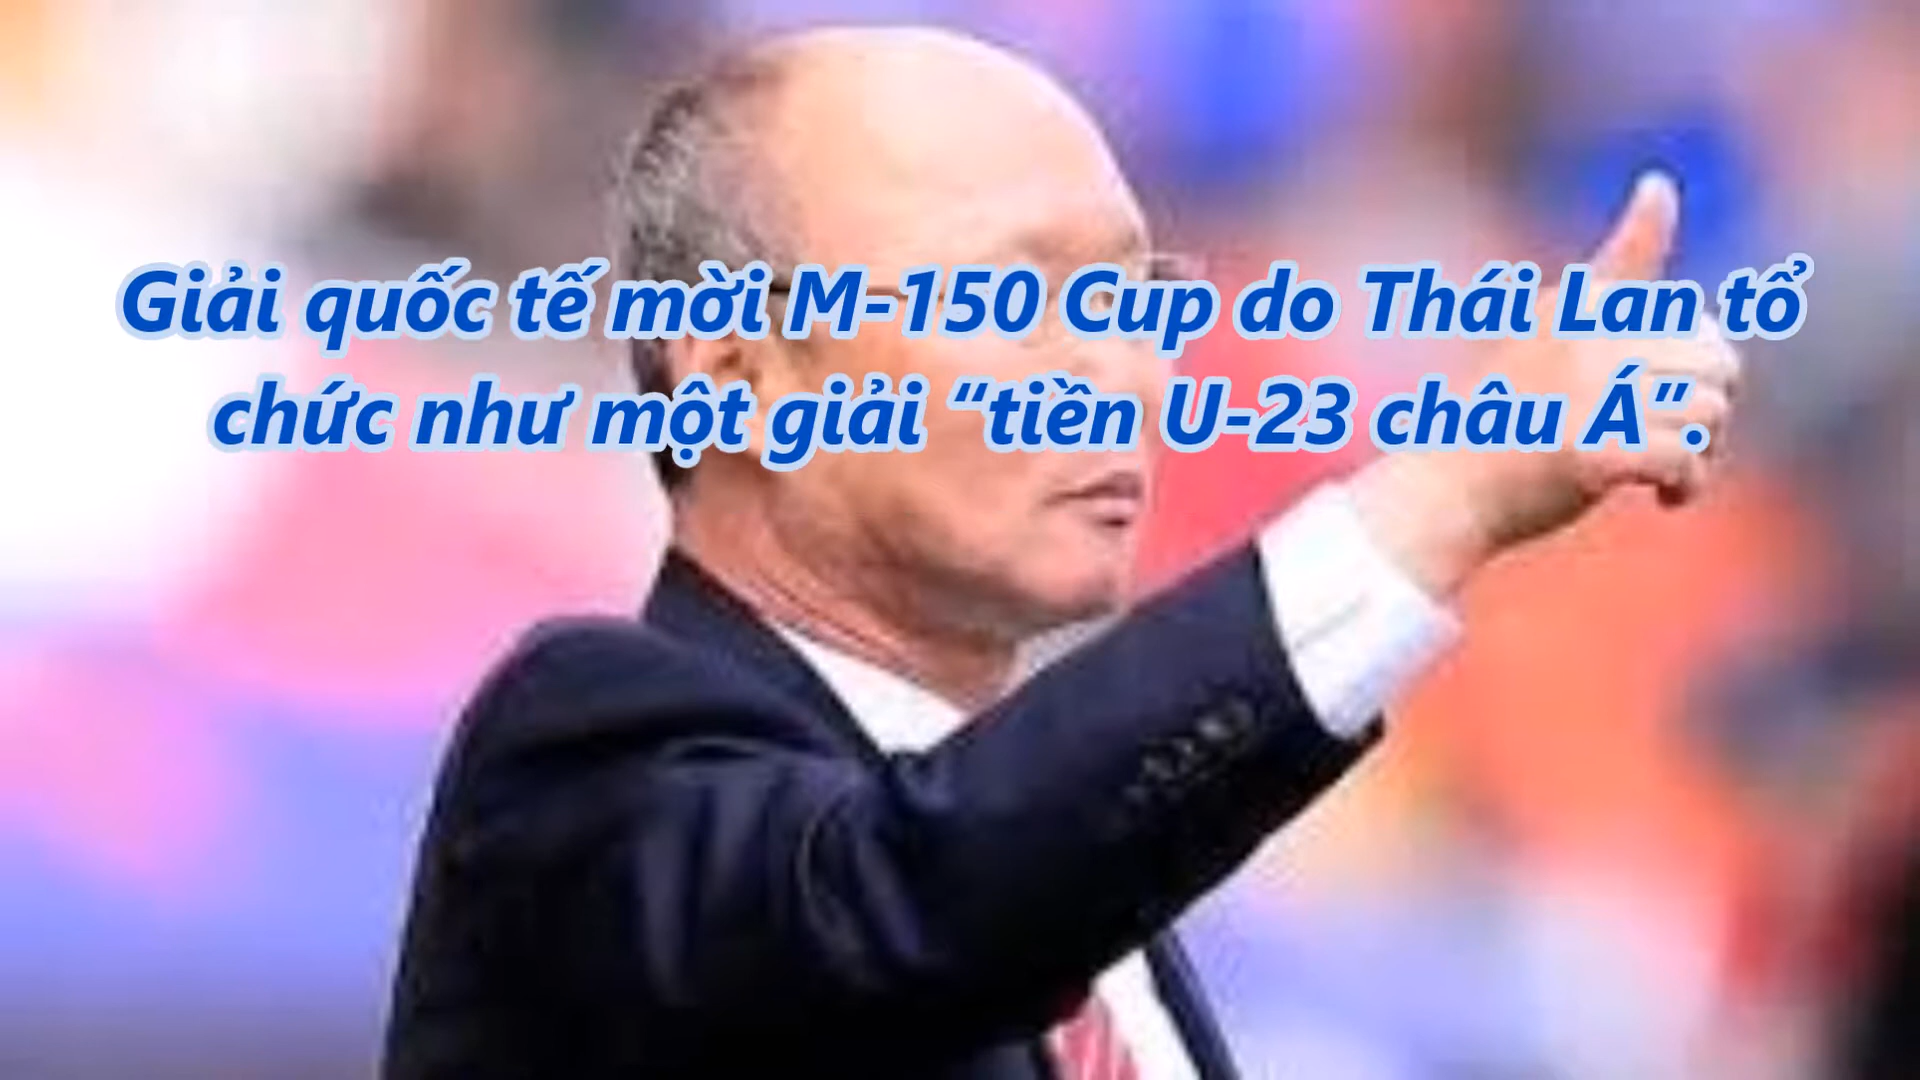 Giải quốc tế mời M-150 Cup do Thái Lan tổ
chức như một giải “tiền U-23 châu Á”.